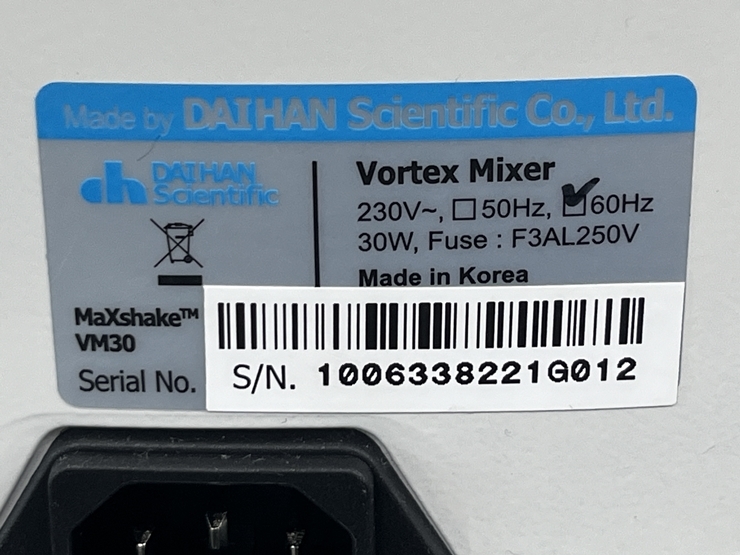 Made by DAIHAN Scientific Co., Ltd.
dh DAIHAN
Scientific
Vortex Mixer
230V~, ☐ 50Hz, ☑ 60Hz
30W, Fuse : F3AL250V
Made in Korea
MaXshake™
VM30
Serial No.
S/N. 1006338221G012